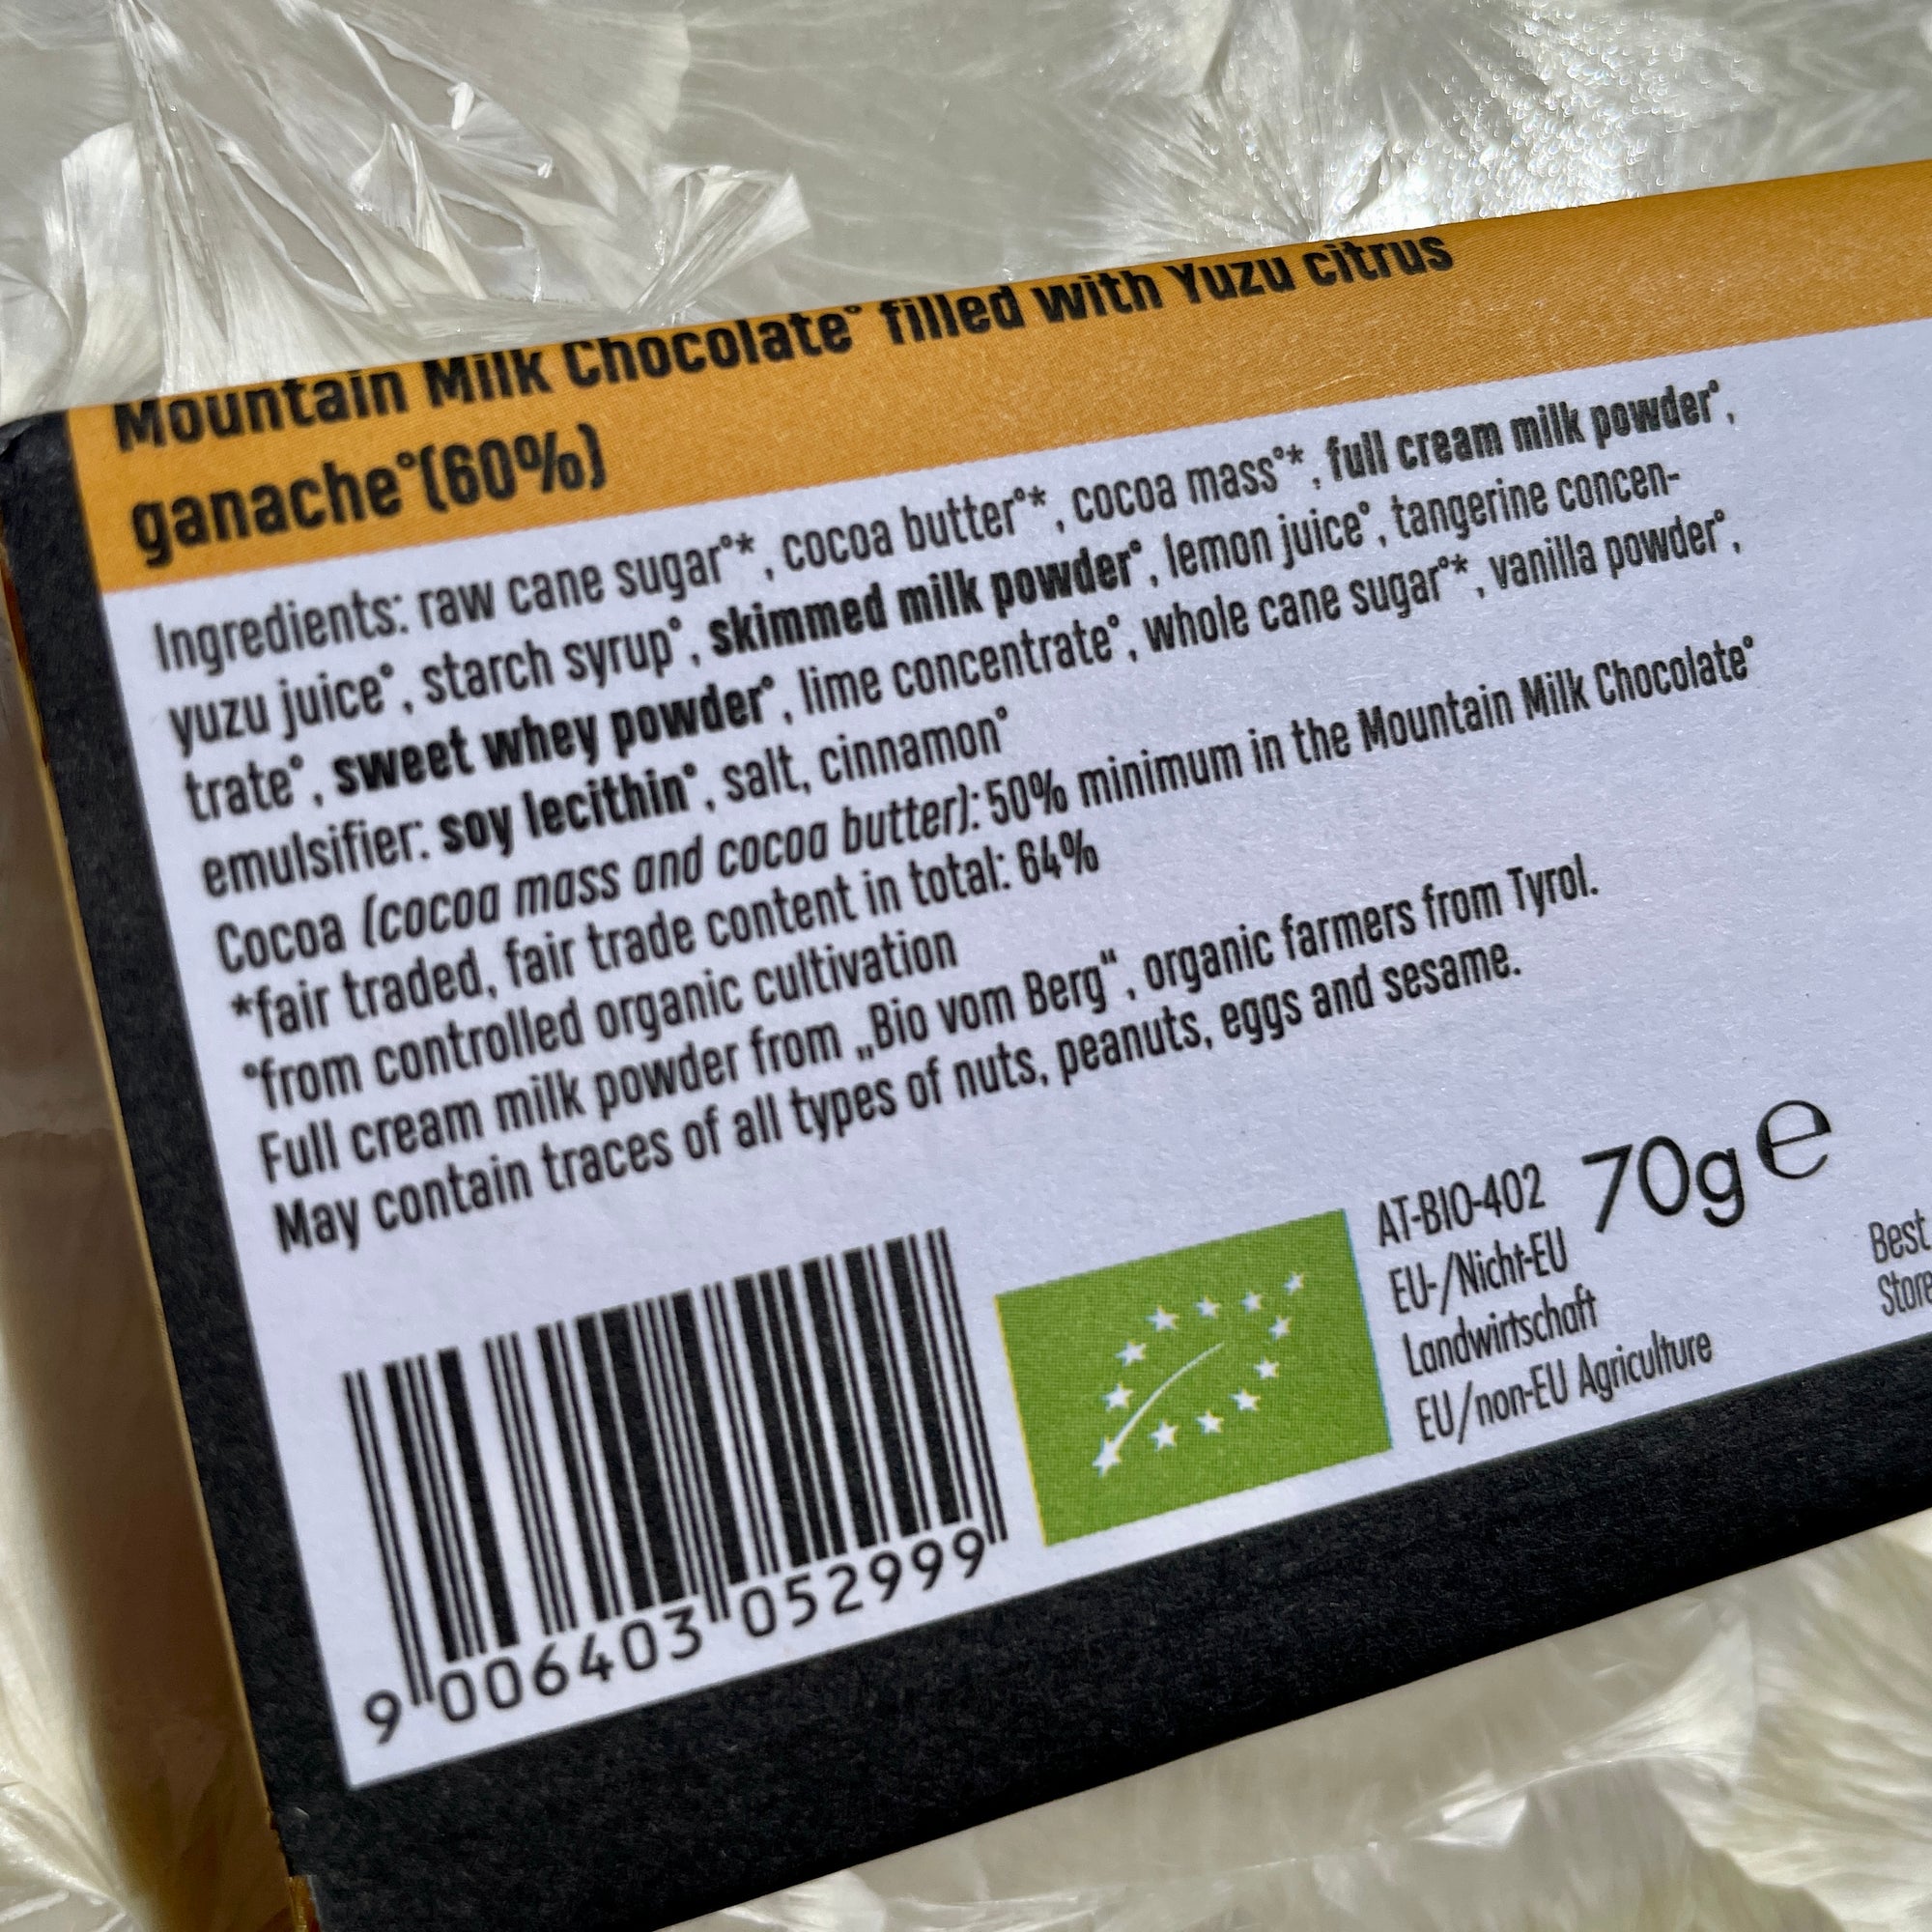 Mountain Milk Chocolate° filled with Yuzu citrus
ganache°(60%)
Ingredients: raw cane sugar°*, cocoa butter°*, cocoa mass°*, full cream milk powder°,
yuzu juice°, starch syrup°, skimmed milk powder°, lemon juice°, tangerine concen-
trate°, sweet whey powder°, lime concentrate°, whole cane sugar°*, vanilla powder°,
emulsifier: soy lecithin°, salt, cinnamon°
Cocoa (cocoa mass and cocoa butter): 50% minimum in the Mountain Milk Chocolate°
*fair traded, fair trade content in total: 64%
°from controlled organic cultivation
Full cream milk powder from „Bio vom Berg“, organic farmers from Tyrol.
May contain traces of all types of nuts, peanuts, eggs and sesame.
9 006403 052999
AT-BIO-402
EU-/Nicht-EU
Landwirtschaft
EU/non-EU Agriculture
70g e
Best
Store